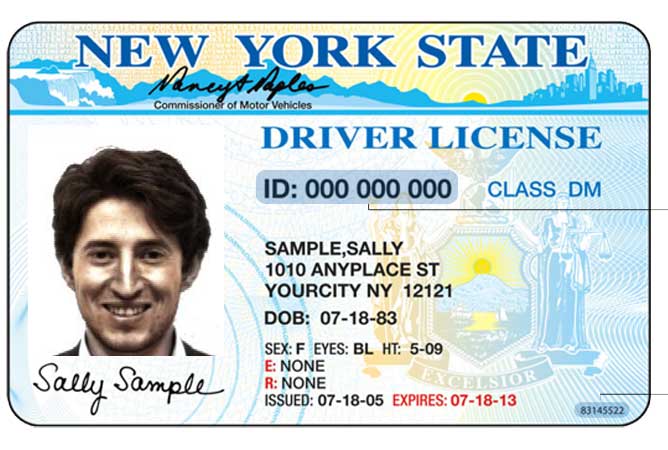 NEW YORK STATE
Nancy A Naples
Commissioner of Motor Vehicles
DRIVER LICENSE
ID: 000 000 000
CLASS DM
SAMPLE,SALLY
1010 ANYPLACE ST
YOURCITY NY 12121
DOB: 07-18-83
SEX: F EYES: BL HT: 5-09
E: NONE
R: NONE
ISSUED: 07-18-05 EXPIRES: 07-18-13
Sally Sample
EXCELSIOR
83145522